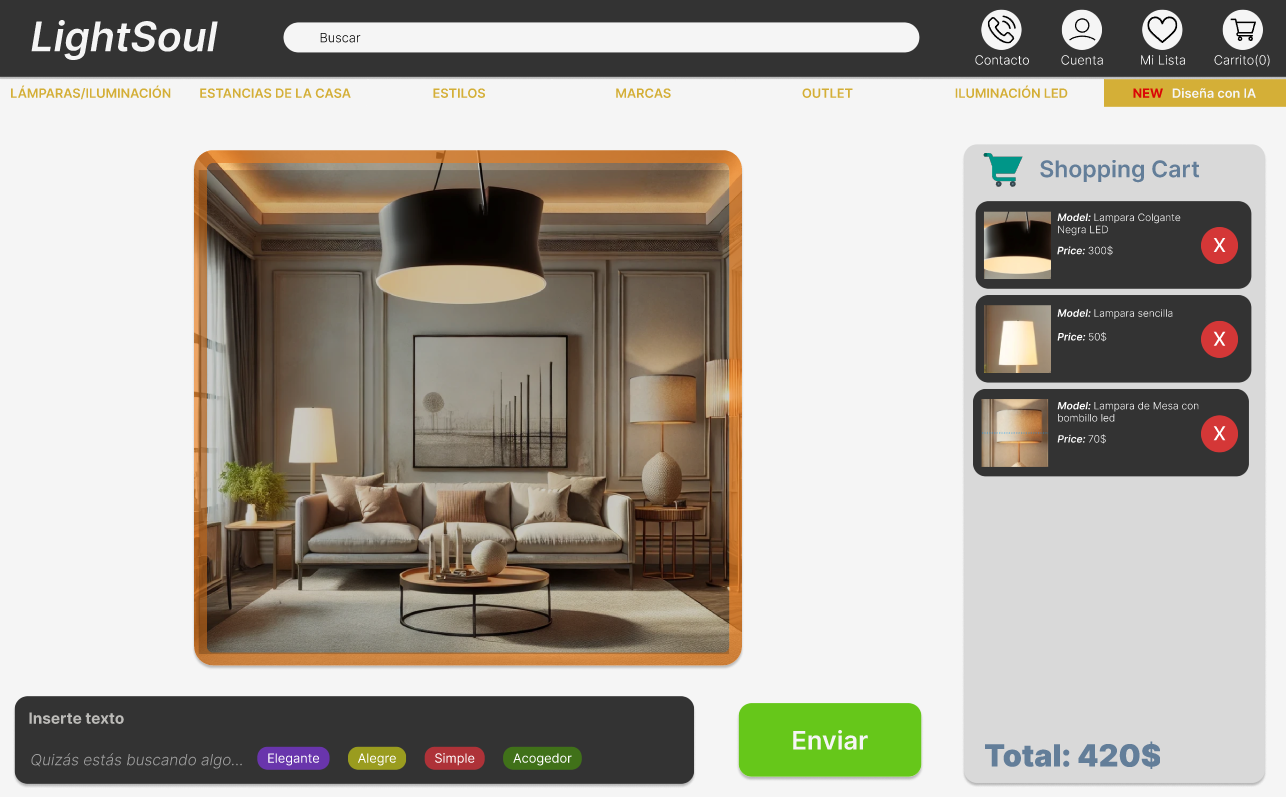 LightSoul
Buscar
Contacto
Cuenta
Mi Lista
Carrito(0)
LÁMPARAS/ILUMINACIÓN
ESTANCIAS DE LA CASA
ESTILOS
MARCAS
OUTLET
ILUMINACIÓN LED
NEW Diseña con IA
Shopping Cart
Model: Lampara Colgante
Negra LED
Price: 300$
X
Model: Lampara sencilla
Price: 50$
X
Model: Lampara de Mesa con
bombillo led
Price: 70$
X
Total: 420$
Inserte texto
Quizás estás buscando algo...
Elegante
Alegre
Simple
Acogedor
Enviar